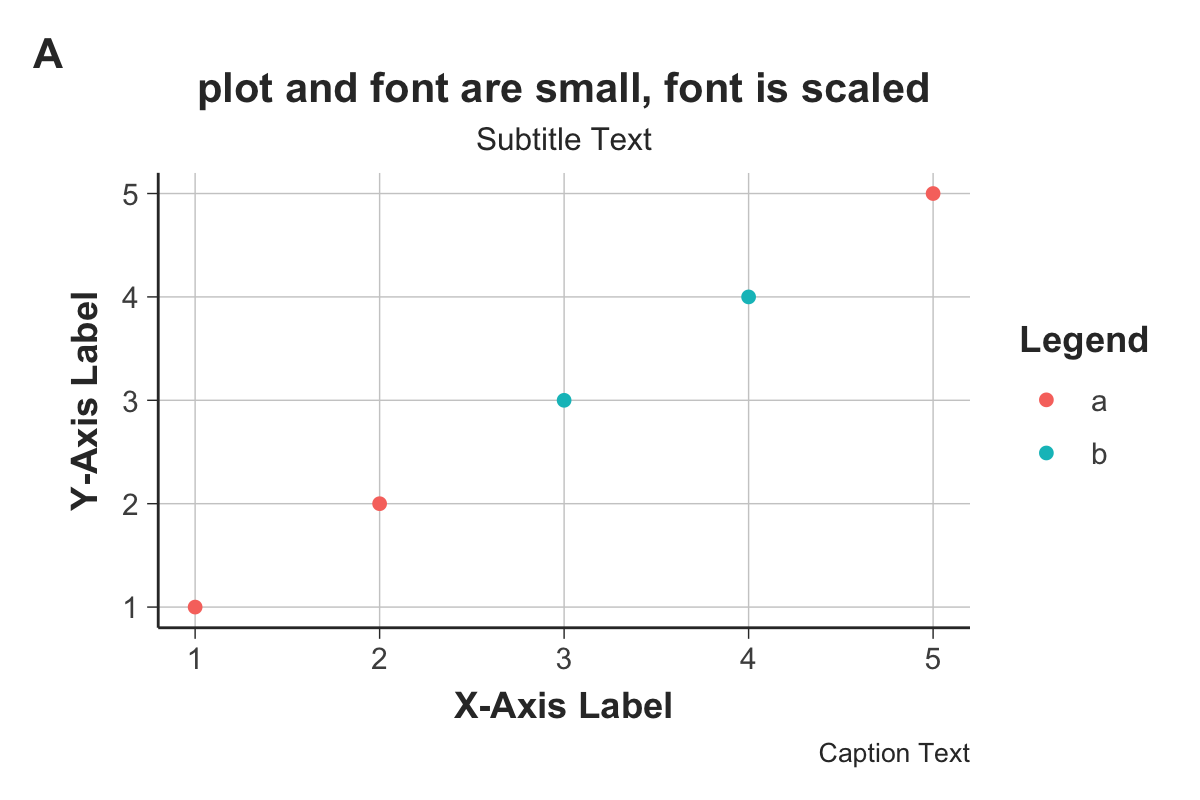 A
plot and font are small, font is scaled
Subtitle Text
5
4
3
2
1
Y-Axis Label
1 2 3 4 5
X-Axis Label
Legend
a
b
Caption Text